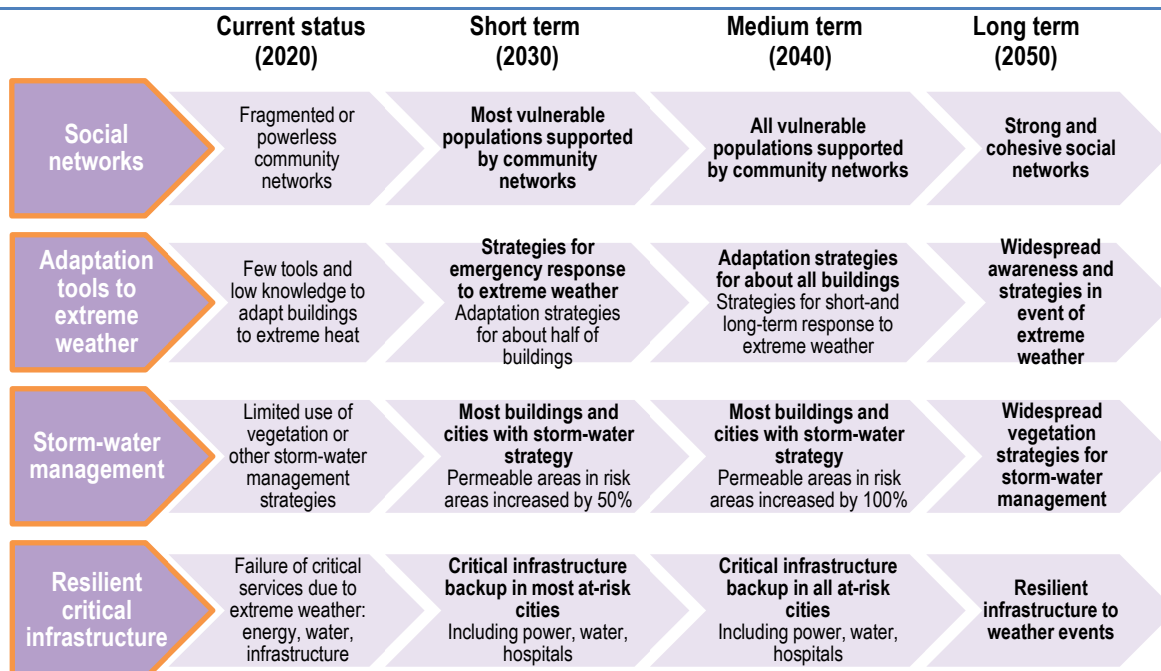 Current status
(2020)
Short term
(2030)
Medium term
(2040)
Long term
(2050)
Social
networks
Fragmented or
powerless
community
networks
Most vulnerable
populations supported
by community
networks
All vulnerable
populations supported
by community networks
Strong and
cohesive social
networks
Adaptation
tools to
extreme
weather
Few tools and
low knowledge to
adapt buildings
to extreme heat
Strategies for
emergency response
to extreme weather
Adaptation strategies
for about half of
buildings
Adaptation strategies
for about all buildings
Strategies for short-and
long-term response to
extreme weather
Widespread
awareness and
strategies in
event of
extreme
weather
Storm-water
management
Limited use of
vegetation or
other storm-water
management
strategies
Most buildings and
cities with storm-water
strategy
Permeable areas in risk
areas increased by 50%
Most buildings and
cities with storm-water
strategy
Permeable areas in risk
areas increased by 100%
Widespread
vegetation
strategies for
storm-water
management
Resilient
critical
infrastructure
Failure of critical
services due to
extreme weather:
energy, water,
infrastructure
Critical infrastructure
backup in most at-risk
cities
Including power, water,
hospitals
Critical infrastructure
backup in all at-risk
cities
Including power, water,
hospitals
Resilient
infrastructure to
weather events